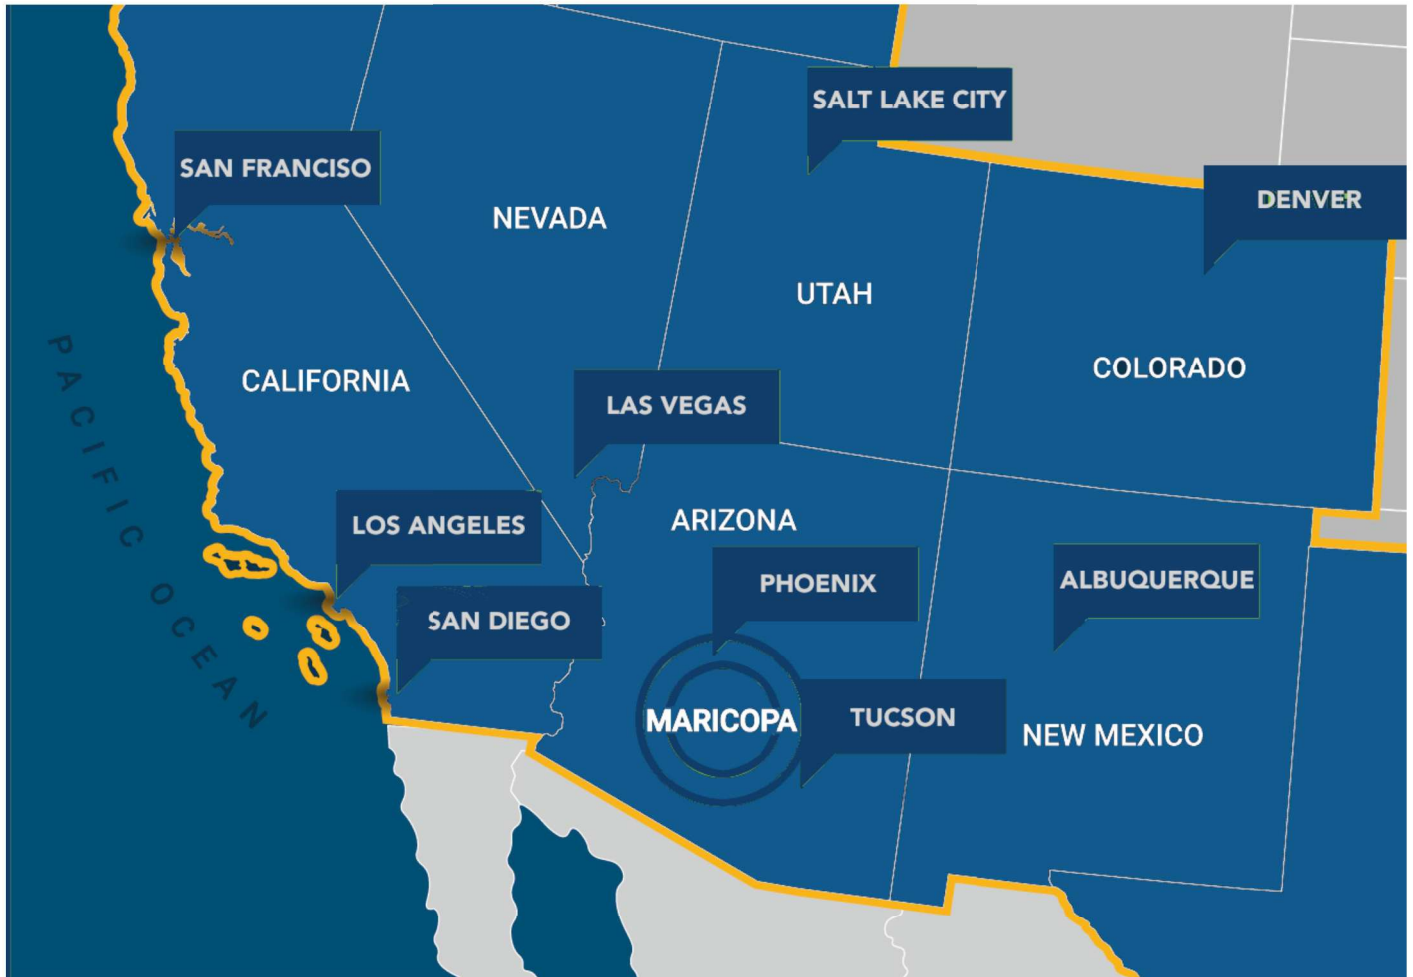 SALT LAKE CITY
SAN FRANCISO
DENVER
NEVADA
UTAH
COLORADO
CALIFORNIA
LAS VEGAS
PACIFIC OCEAN
LOS ANGELES
ARIZONA
PHOENIX
ALBUQUERQUE
SAN DIEGO
MARICOPA
TUCSON
NEW MEXICO